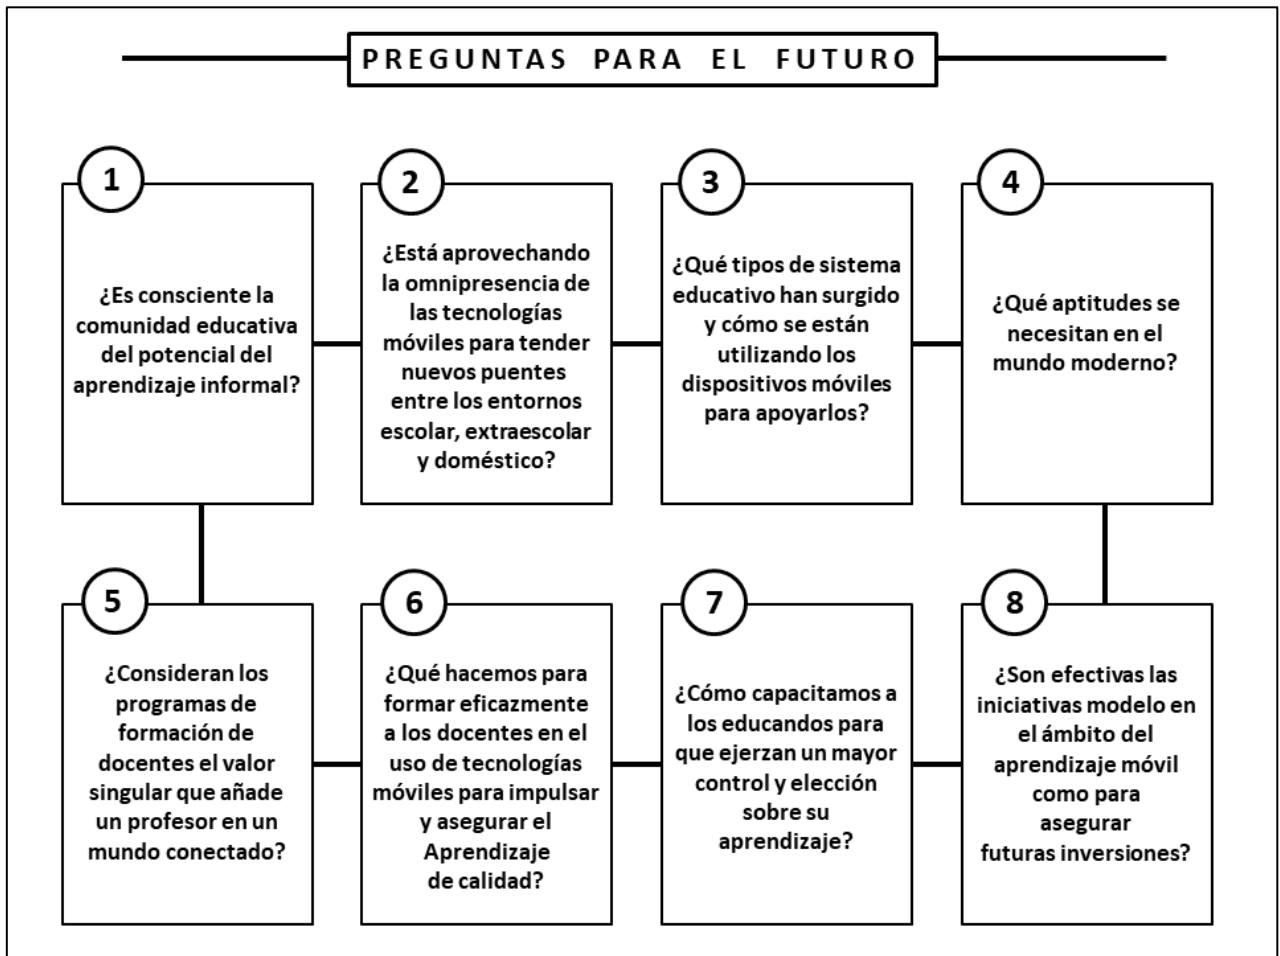 PREGUNTAS PARA EL FUTURO
1
¿Es consciente la
comunidad educativa
del potencial del
aprendizaje informal?
2
¿Está aprovechando
la omnipresencia de
las tecnologías
móviles para tender
nuevos puentes
entre los entornos
escolar, extraescolar
y doméstico?
3
¿Qué tipos de sistema
educativo han surgido
y cómo se están
utilizando los
dispositivos móviles
para apoyarlos?
4
¿Qué aptitudes se
necesitan en el
mundo moderno?
5
¿Consideran los
programas de
formación de
docentes el valor
singular que añade
un profesor en un
mundo conectado?
6
¿Qué hacemos para
formar eficazmente
a los docentes en el
uso de tecnologías
móviles para impulsar
y asegurar el
Aprendizaje
de calidad?
7
¿Cómo capacitamos a
los educandos para
que ejerzan un mayor
control y elección
sobre su
aprendizaje?
8
¿Son efectivas las
iniciativas modelo en
el ámbito del
aprendizaje móvil
como para
asegurar
futuras inversiones?